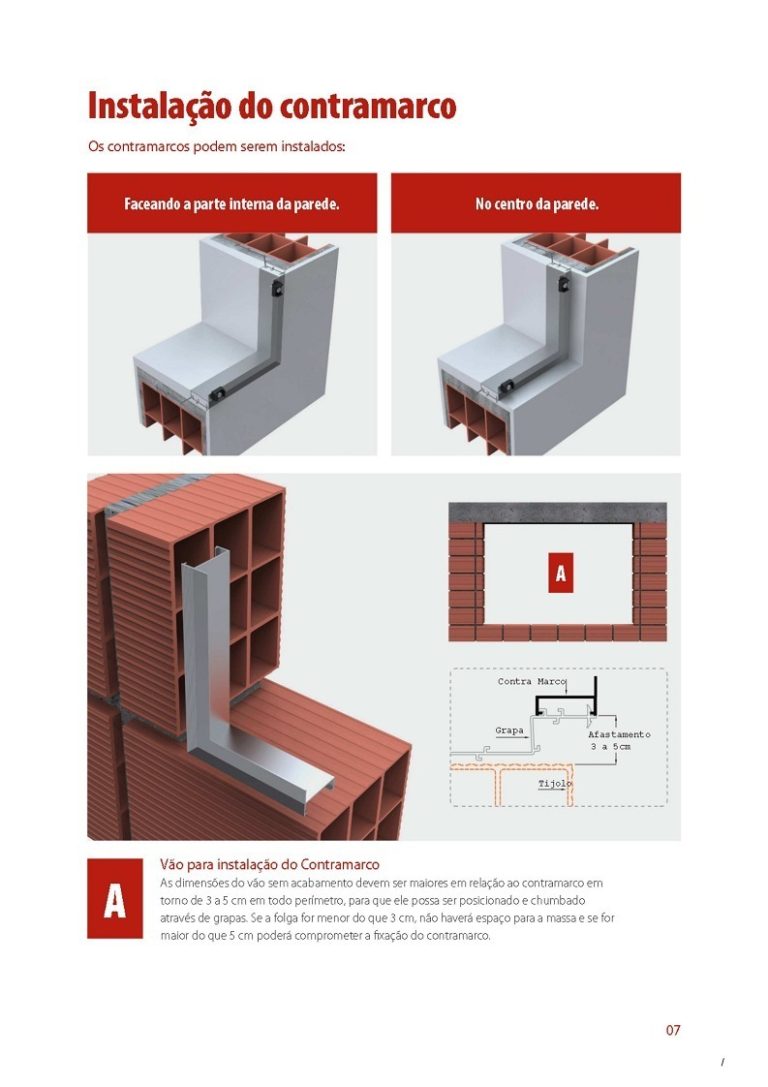 Instalação do contramarco
Os contramarcos podem serem instalados:
Faceando a parte interna da parede.
No centro da parede.
A
Contra Marco
Grapa
Afastamento
3 a 5cm
Tijolo
A
Vão para instalação do Contramarco
As dimensões do vão sem acabamento devem ser maiores em relação ao contramarco em
torno de 3 a 5 cm em todo perímetro, para que ele possa ser posicionado e chumbado
através de grapas. Se a folga for menor do que 3 cm, não haverá espaço para a massa e se for
maior do que 5 cm poderá comprometer a fixação do contramarco.
07
/